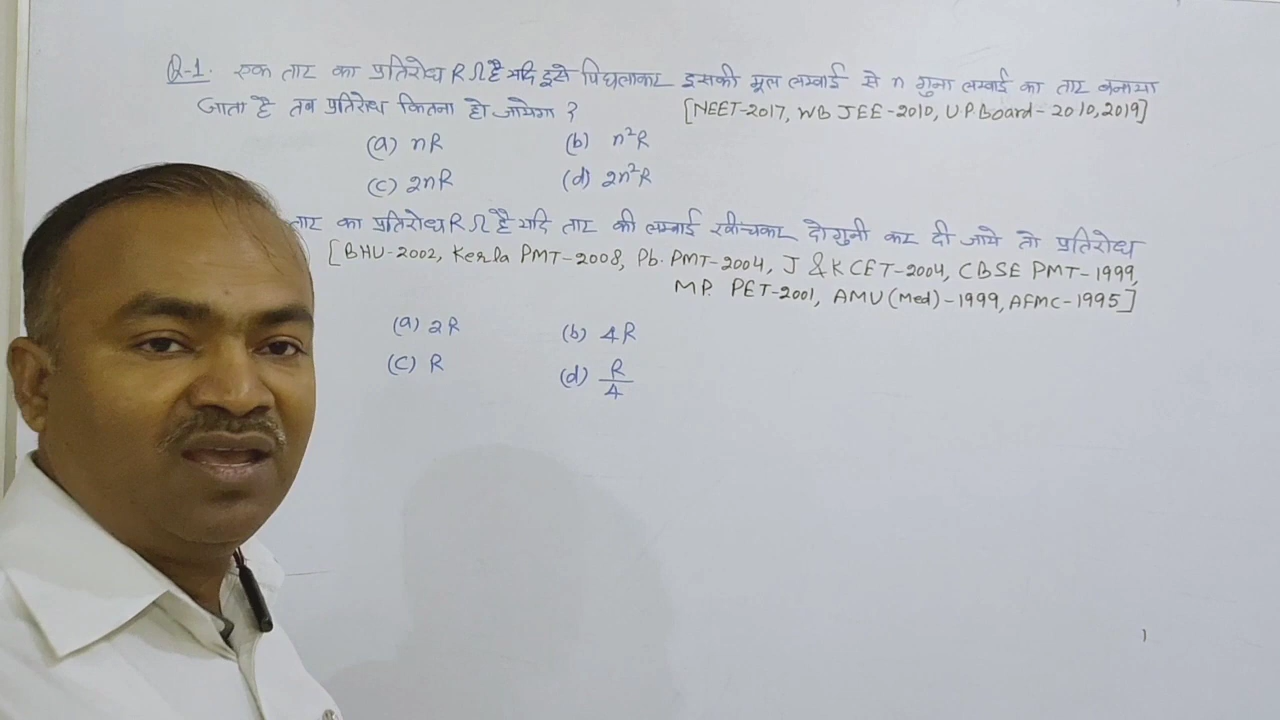 Q-1. एक तार का प्रतिरोध R Ω है यदि इसे पिघलाकर इसकी मूल लम्बाई से n गुना लम्बाई का तार बनाया
जाता है तब प्रतिरोध कितना हो जायेगा ? [NEET-2017, WB JEE-2010, U.P.Board-2010,2019]
(a) nR (b) n²R
(c) 2nR (d) 2n²R
तार का प्रतिरोध R Ω है यदि तार की लम्बाई खींचकर दोगुनी कर दी जाये तो प्रतिरोध
[BHU-2002, Kerla PMT-2008, Pb. PMT-2004, J & K CET-2004, CBSE PMT-1999,
MP. PET-2001, AMU (Med)-1999, AFMC-1995]
(a) 2R (b) 4R
(c) R (d) R/4